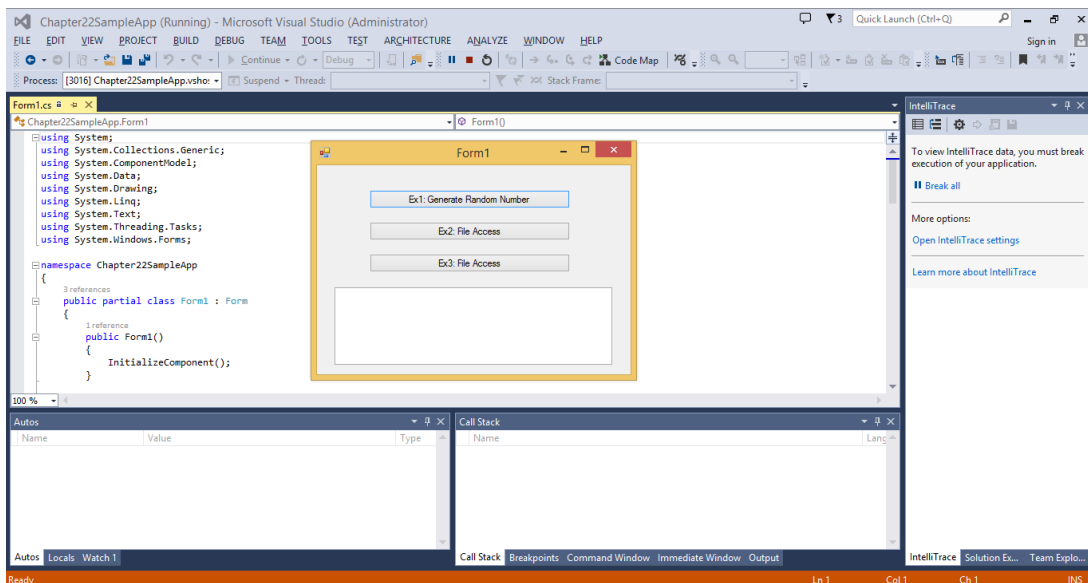 Chapter22SampleApp (Running) - Microsoft Visual Studio (Administrator)
3
Quick Launch (Ctrl+Q)
FILE EDIT VIEW PROJECT BUILD DEBUG TEAM TOOLS TEST ARCHITECTURE ANALYZE WINDOW HELP
Sign in
Continue
Debug
Code Map
Process: [3016] Chapter22SampleApp.vshos
Suspend
Thread:
Stack Frame:
Form1.cs
Chapter22SampleApp.Form1
Form1()
using System;
using System.Collections.Generic;
using System.ComponentModel;
using System.Data;
using System.Drawing;
using System.Linq;
using System.Text;
using System.Threading.Tasks;
using System.Windows.Forms;
namespace Chapter22SampleApp
{
3 references
public partial class Form1 : Form
{
1 reference
public Form1()
{
InitializeComponent();
}
100 %
Form1
Ex1: Generate Random Number
Ex2: File Access
Ex3: File Access
IntelliTrace
To view IntelliTrace data, you must break
execution of your application.
Break all
More options:
Open IntelliTrace settings
Learn more about IntelliTrace
Autos
Name Value Type
Autos Locals Watch 1
Call Stack
Name Lang
Call Stack Breakpoints Command Window Immediate Window Output
IntelliTrace Solution Ex... Team Explo...
Ready
Ln 1 Col 1 Ch 1 INS